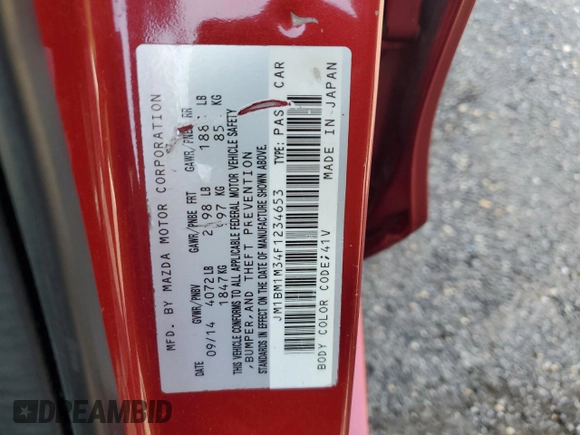 MFD. BY MAZDA MOTOR CORPORATION
DATE GVWR/PNBV GAWR/PNBE FRT GAWR/PNBE RR
09/14 4072 LB LB LB
1847 KG KG 85 KG
THIS VEHICLE CONFORMS TO ALL APPLICABLE FEDERAL MOTOR VEHICLE SAFETY
,BUMPER,AND THEFT PREVENTION
STANDARDS IN EFFECT ON THE DATE OF MANUFACTURE SHOWN ABOVE.
JM1BM1M34F1234653 TYPE: CAR
BODY COLOR CODE;41V MADE IN JAPAN
DREAMBID